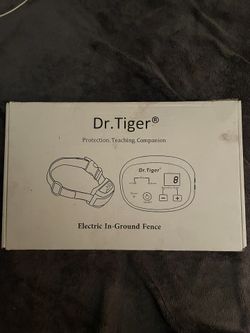 Dr.Tiger®
Protection, Teaching, Companion
Dr.Tiger®
8
Electric In-Ground Fence